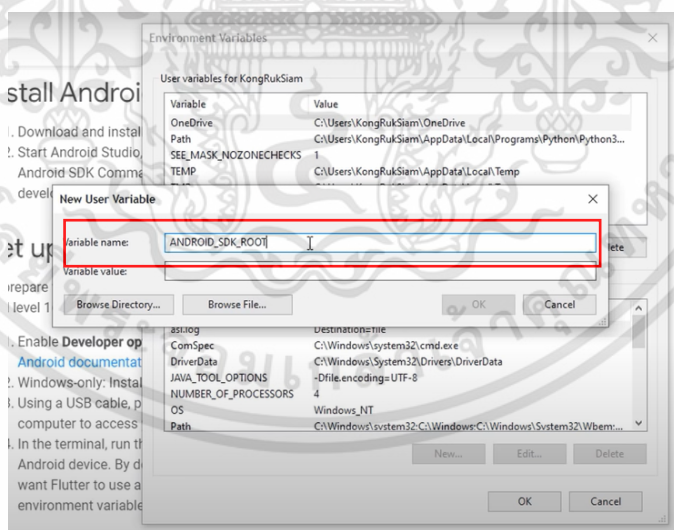 Environment Variables
stall Androi
User variables for KongRukSiam
Variable Value
OneDrive C:\Users\KongRukSiam\OneDrive
Path C:\Users\KongRukSiam\AppData\Local\Programs\Python\Python3...
SEE_MASK_NOZONECHECKS 1
TEMP C:\Users\KongRukSiam\AppData\Local\Temp
. Download and instal
2. Start Android Studio,
Android SDK Comma
devel
New User Variable
Variable name: ANDROID_SDK_ROOT
Variable value:
Browse Directory... Browse File... OK Cancel
lete
et up
prepare
I level 1
asl.log Destination=file
ComSpec C:\Windows\system32\cmd.exe
DriverData C:\Windows\System32\Drivers\DriverData
JAVA_TOOL_OPTIONS -Dfile.encoding=UTF-8
NUMBER_OF_PROCESSORS 4
OS Windows_NT
Path C:\Windows\system32;C:\Windows;C:\Windows\System32\Wbem;...
New... Edit... Delete
OK Cancel
. Enable Developer op
Android documentat
2. Windows-only: Instal
3. Using a USB cable, p
computer to access
4. In the terminal, run th
Android device. By d
want Flutter to use a
environment variable